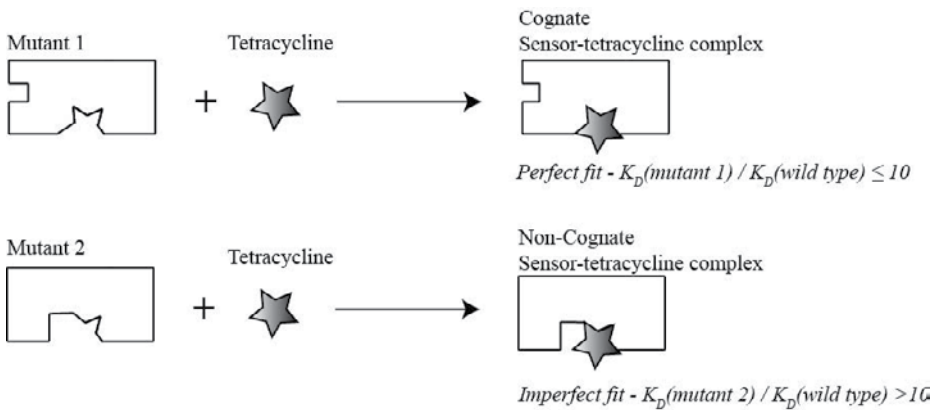 Cognate
Mutant 1
Tetracycline
Sensor-tetracycline complex
+
Perfect fit - K_D(mutant 1) / K_D(wild type) ≤ 10
Non-Cognate
Mutant 2
Tetracycline
Sensor-tetracycline complex
+
Imperfect fit - K_D(mutant 2) / K_D(wild type) >10